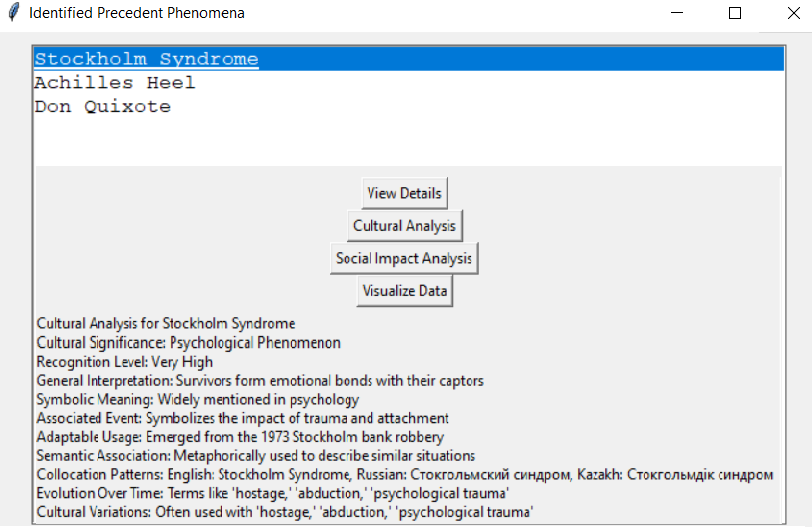 Identified Precedent Phenomena
Stockholm Syndrome
Achilles Heel
Don Quixote
View Details
Cultural Analysis
Social Impact Analysis
Visualize Data
Cultural Analysis for Stockholm Syndrome
Cultural Significance: Psychological Phenomenon
Recognition Level: Very High
General Interpretation: Survivors form emotional bonds with their captors
Symbolic Meaning: Widely mentioned in psychology
Associated Event: Symbolizes the impact of trauma and attachment
Adaptable Usage: Emerged from the 1973 Stockholm bank robbery
Semantic Association: Metaphorically used to describe similar situations
Collocation Patterns: English: Stockholm Syndrome, Russian: Стокгольмский синдром, Kazakh: Стокгольмдік синдром
Evolution Over Time: Terms like 'hostage,' 'abduction,' 'psychological trauma'
Cultural Variations: Often used with 'hostage,' 'abduction,' 'psychological trauma'